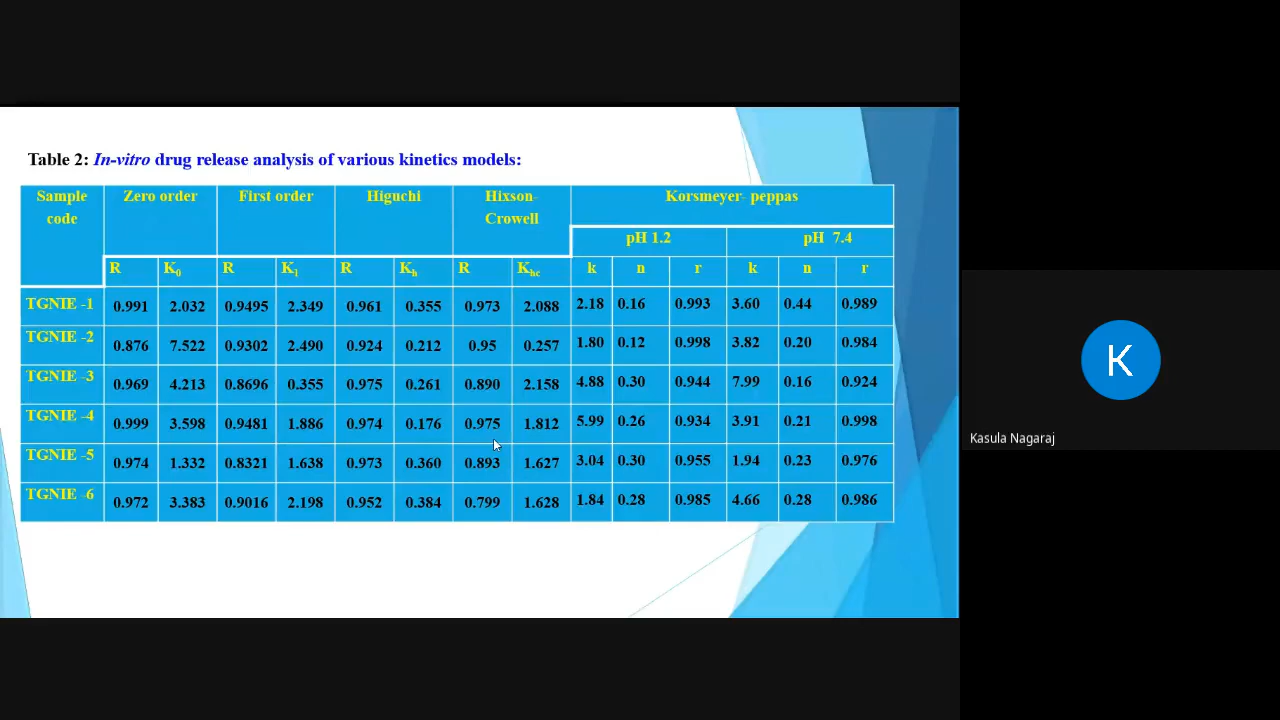 Table 2: In-vitro drug release analysis of various kinetics models:
Sample code Zero order First order Higuchi Hixson-Crowell Korsmeyer- peppas
pH 1.2 pH 7.4
R K0 R K1 R Kh R Khc k n r k n r
TGNIE -1 0.991 2.032 0.9495 2.349 0.961 0.355 0.973 2.088 2.18 0.16 0.993 3.60 0.44 0.989
TGNIE -2 0.876 7.522 0.9302 2.490 0.924 0.212 0.95 0.257 1.80 0.12 0.998 3.82 0.20 0.984
TGNIE -3 0.969 4.213 0.8696 0.355 0.975 0.261 0.890 2.158 4.88 0.30 0.944 7.99 0.16 0.924
TGNIE -4 0.999 3.598 0.9481 1.886 0.974 0.176 0.975 1.812 5.99 0.26 0.934 3.91 0.21 0.998
TGNIE -5 0.974 1.332 0.8321 1.638 0.973 0.360 0.893 1.627 3.04 0.30 0.955 1.94 0.23 0.976
TGNIE -6 0.972 3.383 0.9016 2.198 0.952 0.384 0.799 1.628 1.84 0.28 0.985 4.66 0.28 0.986
K
Kasula Nagaraj